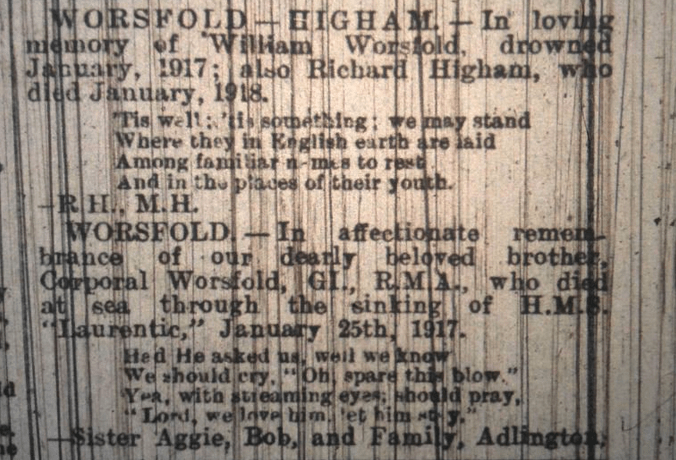 WORSFOLD — HIGHAM. — In loving
memory of William Worsfold, drowned
January, 1917; also Richard Higham, who
died January, 1918.
'Tis well; 'tis something; we may stand
Where they in English earth are laid
Among familiar names to rest
And in the places of their youth.
—R H., M.H.
WORSFOLD. — In affectionate remem-
brance of our dearly beloved brother,
Corporal Worsfold, GI., R.M.A., who died
at sea through the sinking of H.M.S.
"Laurentic," January 25th, 1917.
Had He asked us, well we know
We should cry, "Oh, spare this blow."
Yea, with streaming eyes, should pray,
"Lord, we love him, let him stay,"
—Sister Aggie, Bob, and Family, Adlington.